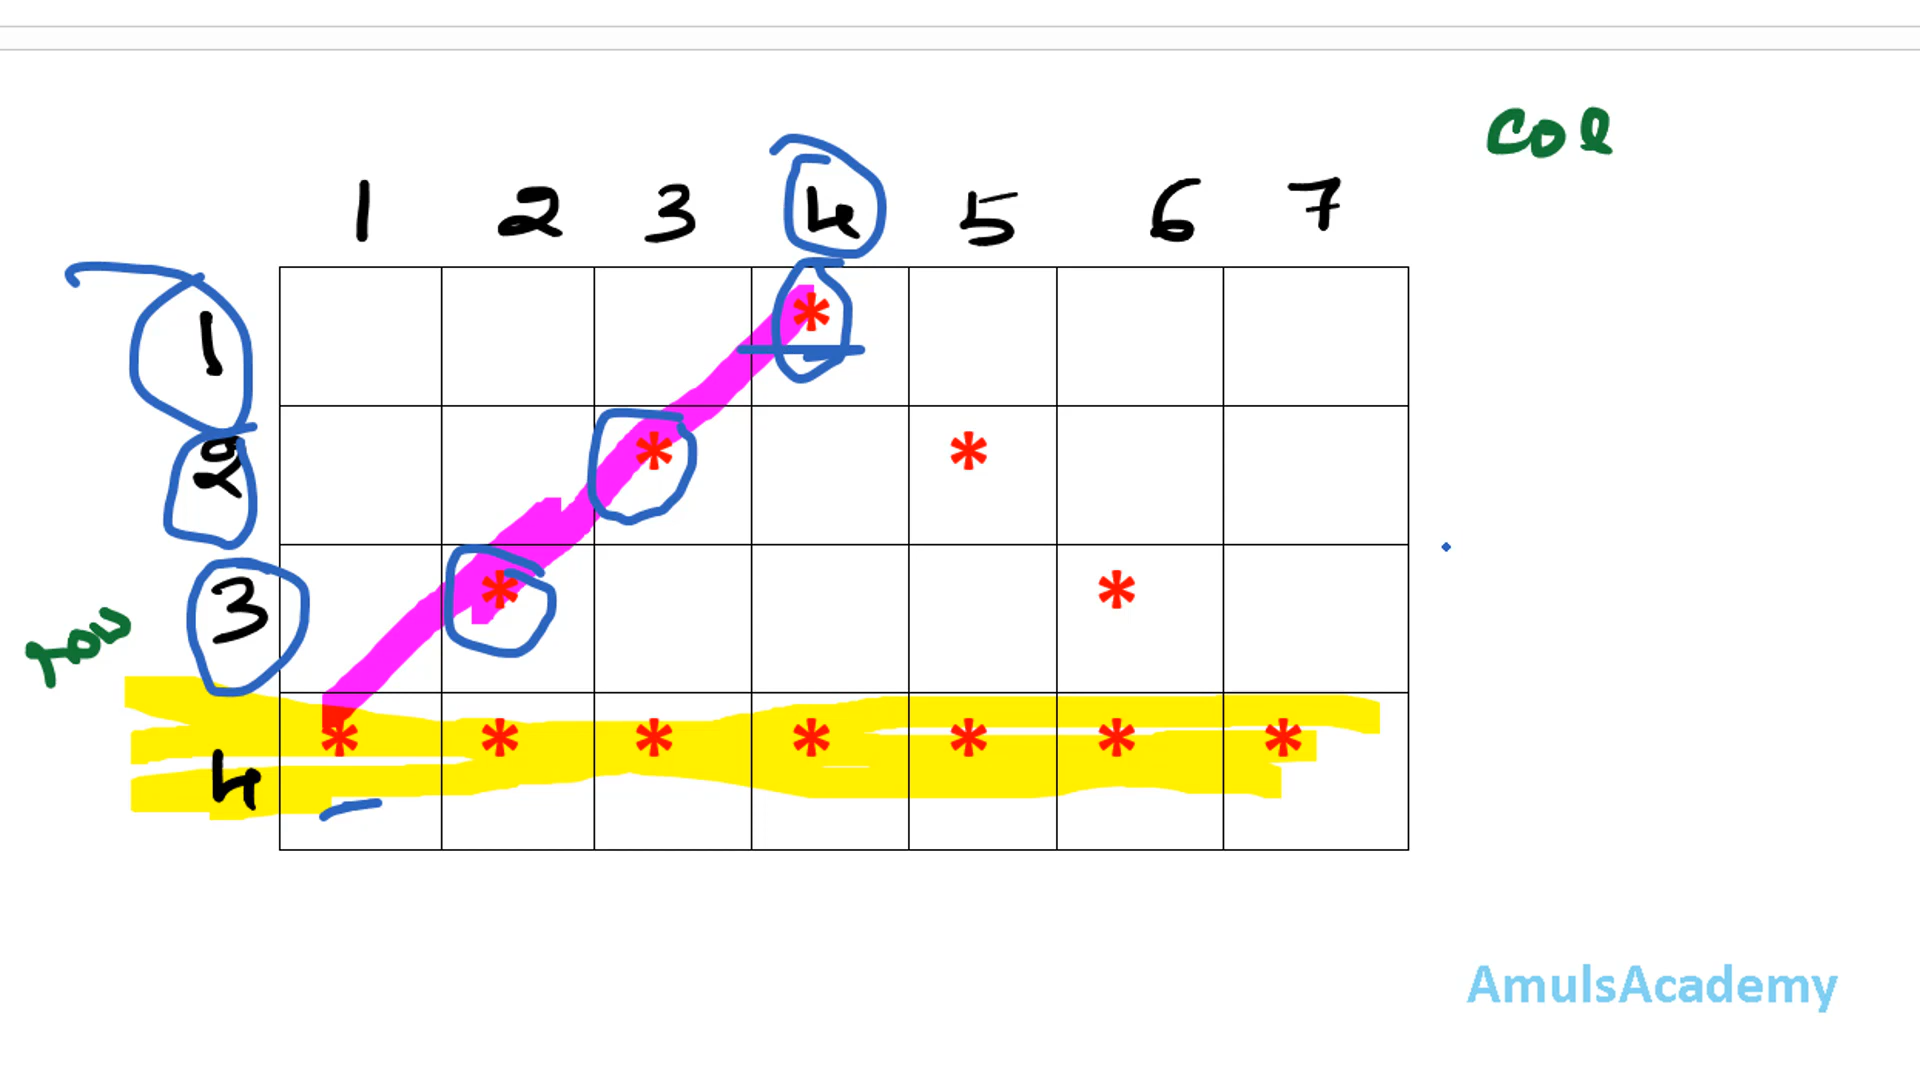 col
1 2 3 4 5 6 7
1 *
2 * *
3 * *
row
4 * * * * * * *
AmulsAcademy